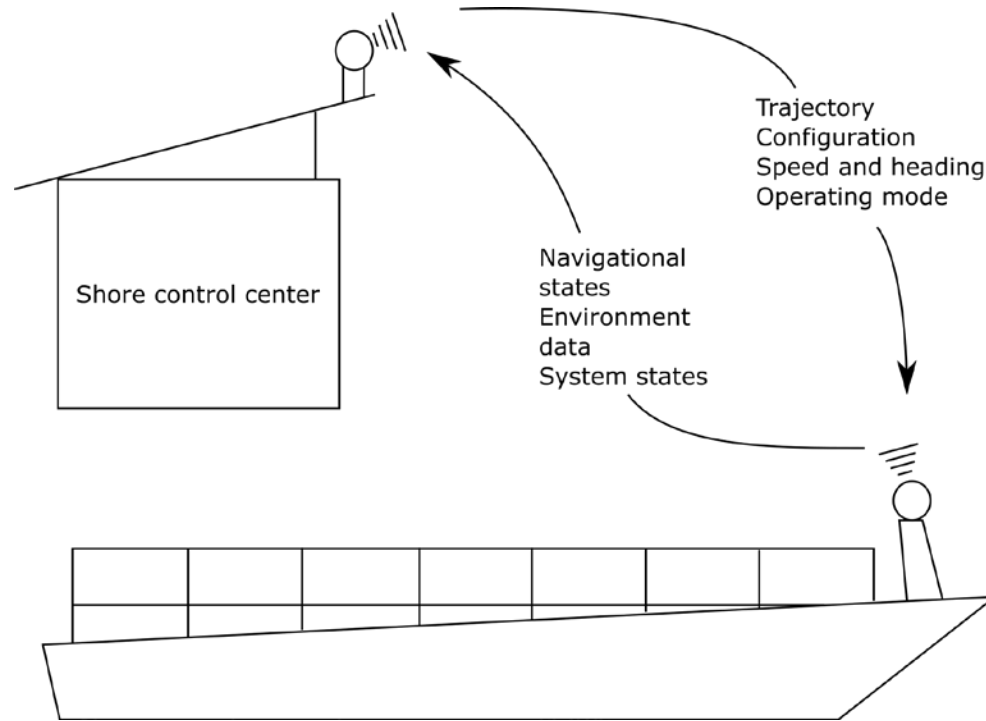 Trajectory
Configuration
Speed and heading
Operating mode
Navigational
states
Environment
data
System states
Shore control center